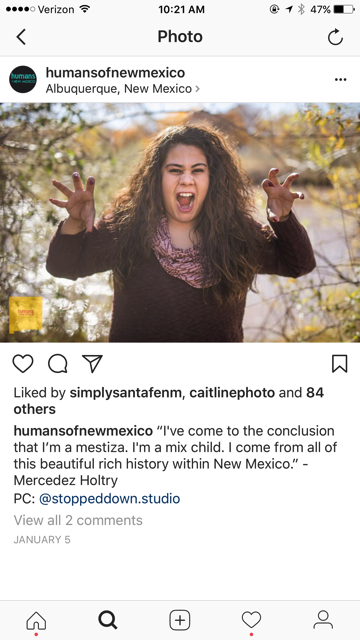 Verizon 10:21 AM 47%
Photo
humans
humansofnewmexico
Albuquerque, New Mexico >
Liked by simplysantafenm, caitlinephoto and 84
others
humansofnewmexico “I've come to the conclusion
that I’m a mestiza. I'm a mix child. I come from all of
this beautiful rich history within New Mexico.” -
Mercedez Holtry
PC: @stoppeddown.studio
View all 2 comments
JANUARY 5